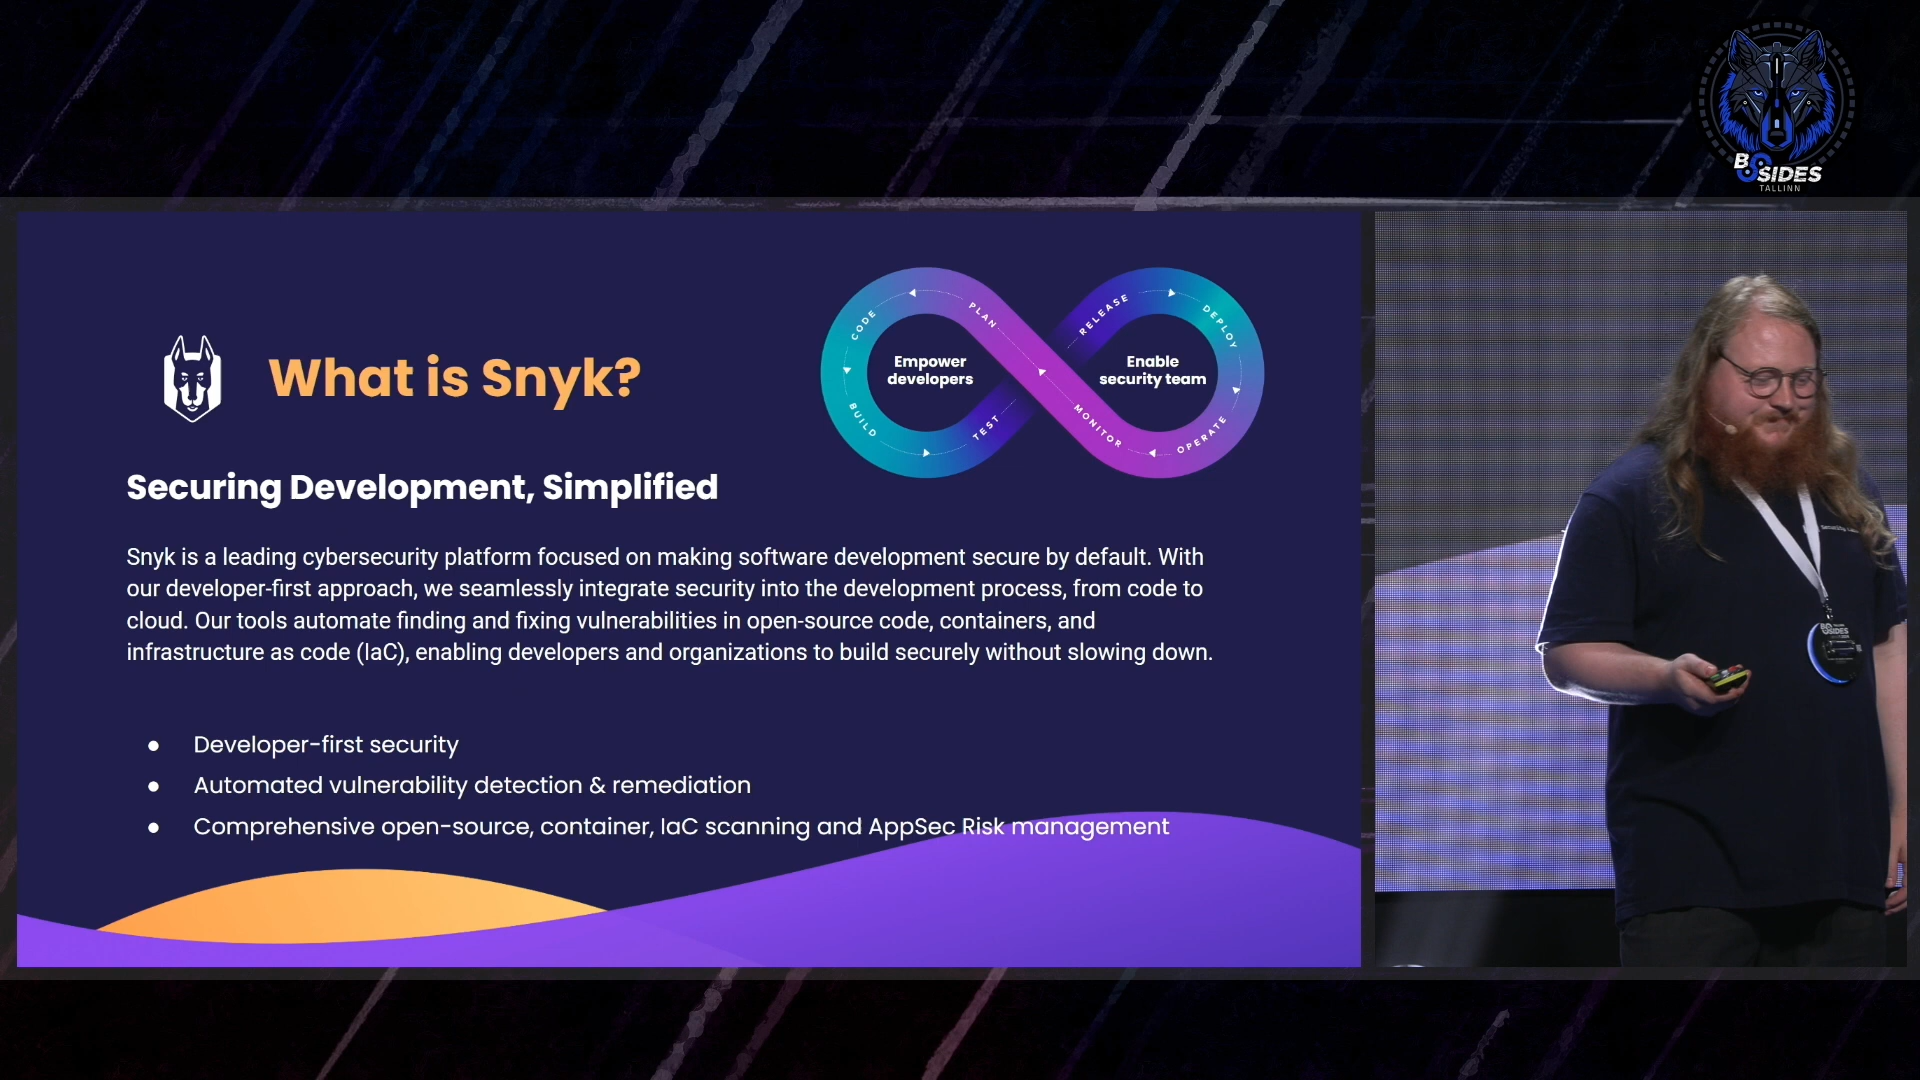 BSIDES
TALLINN
What is Snyk?
PLAN
CODE
BUILD
TEST
RELEASE
DEPLOY
OPERATE
MONITOR
Empower
developers
Enable
security team
Securing Development, Simplified
Snyk is a leading cybersecurity platform focused on making software development secure by default. With
our developer-first approach, we seamlessly integrate security into the development process, from code to
cloud. Our tools automate finding and fixing vulnerabilities in open-source code, containers, and
infrastructure as code (IaC), enabling developers and organizations to build securely without slowing down.
● Developer-first security
● Automated vulnerability detection & remediation
● Comprehensive open-source, container, IaC scanning and AppSec Risk management
BSIDES